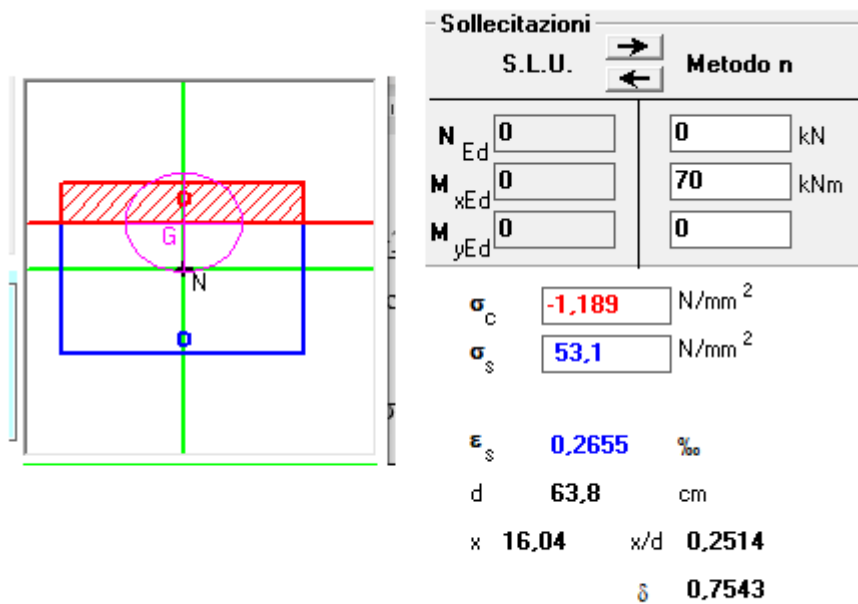 Sollecitazioni
S.L.U. Metodo n
N Ed 0 0 kN
M xEd 0 70 kNm
M yEd 0 0
G
N
σc -1,189 N/mm 2
σs 53,1 N/mm 2
εs 0,2655 ‰
d 63,8 cm
x 16,04 x/d 0,2514
δ 0,7543